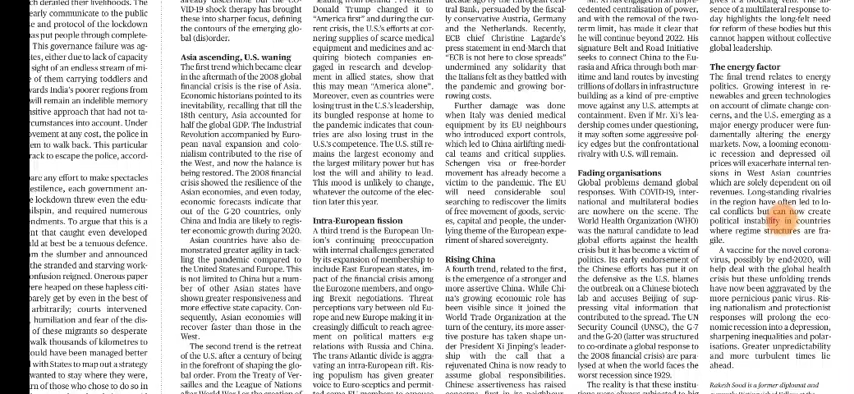 ch derailed their livelihoods. The
early communicate to the public
e and protocol of the lockdown
as put people through complete-
This governance failure was ag-
tes, either due to lack of capacity
sight of an endless stream of mi-
of them carrying toddlers and
wards India's poorer regions from
will remain an indelible memory
nsitive approach that had not ta-
rcumstances into account. Under
vement at any cost, the police in
em to walk back. This particular
rack to escape the police, accord-
are any effort to make spectacles
estilence, each government an-
e lockdown threw even the edu-
ailspin, and required numerous
ndments. To argue that this is a
nt that caught even developed
ld at best be a tenuous defence.
m the slumber and announced
the stranded and starving work-
onfusion reigned. Onerous paper
ere heaped on these hapless citi-
barely get by even in the best of
arbitrarily; courts intervened
humiliation and fear of the dis-
of these migrants so desperate
walk thousands of kilometres to
ould have been managed better
with States to map out a strategy
wanted to stay where they were,
rn of those who chose to do so in
VID-19 shock therapy has brought
these into sharper focus, defining
the contours of the emerging glo-
bal (dis)order.
Asia ascending, U.S. waning
The first trend which became clear
in the aftermath of the 2008 global
financial crisis is the rise of Asia.
Economic historians pointed to its
inevitability, recalling that till the
18th century, Asia accounted for
half the global GDP. The Industrial
Revolution accompanied by Euro-
pean naval expansion and colo-
nialism contributed to the rise of
the West, and now the balance is
being restored. The 2008 financial
crisis showed the resilience of the
Asian economies, and even today,
economic forecasts indicate that
out of the G-20 countries, only
China and India are likely to regis-
ter economic growth during 2020.
Asian countries have also de-
monstrated greater agility in tack-
ling the pandemic compared to
the United States and Europe. This
is not limited to China but a num-
ber of other Asian states have
shown greater responsiveness and
more effective state capacity. Con-
sequently, Asian economies will
recover faster than those in the
West.
The second trend is the retreat
of the U.S. after a century of being
in the forefront of shaping the glo-
bal order. From the Treaty of Ver-
sailles and the League of Nations
after World War I or the creation of
Donald Trump changed it to
“America first” and during the cur-
rent crisis, the U.S.'s efforts at cor-
nering supplies of scarce medical
equipment and medicines and ac-
quiring biotech companies en-
gaged in research and develop-
ment in allied states, show that
this may mean “America alone”.
Moreover, even as countries were
losing trust in the U.S.'s leadership,
its bungled response at home to
the pandemic indicates that coun-
tries are also losing trust in the
U.S.'s competence. The U.S. still re-
mains the largest economy and
the largest military power but has
lost the will and ability to lead.
This mood is unlikely to change,
whatever the outcome of the elec-
tion later this year.
Intra-European fission
A third trend is the European Un-
ion's continuing preoccupation
with internal challenges generated
by its expansion of membership to
include East European states, im-
pact of the financial crisis among
the Eurozone members, and ongo-
ing Brexit negotiations. Threat
perceptions vary between old Eu-
rope and new Europe making it in-
creasingly difficult to reach agree-
ment on political matters eg
relations with Russia and China.
The trans Atlantic divide is aggra-
vating an intra-European rift. Ris-
ing populism has given greater
voice to Euro-sceptics and permit-
ted some EU members to espouse
decade ago by the European Cen-
tral Bank, persuaded by the fiscal-
ly conservative Austria, Germany
and the Netherlands. Recently,
ECB chief Christine Lagarde's
press statement in end-March that
“ECB is not here to close spreads”
undermined any solidarity that
the Italians felt as they battled with
the pandemic and growing bor-
rowing costs.
Further damage was done
when Italy was denied medical
equipment by its EU neighbours
who introduced export controls,
which led to China airlifting medi-
cal teams and critical supplies.
Schengen visa or free-border
movement has already become a
victim to the pandemic. The EU
will need considerable soul
searching to rediscover the limits
of free movement of goods, servic-
es, capital and people, the under-
lying theme of the European expe-
riment of shared sovereignty.
Rising China
A fourth trend, related to the first,
is the emergence of a stronger and
more assertive China. While Chi-
na's growing economic role has
been visible since it joined the
World Trade Organization at the
turn of the century, its more asser-
tive posture has taken shape un-
der President Xi Jinping's leader-
ship with the call that a
rejuvenated China is now ready to
assume global responsibilities.
Chinese assertiveness has raised
concerns, first in its neighbour-
cedented centralisation of power,
and with the removal of the two-
term limit, has made it clear that
he will continue beyond 2022. His
signature Belt and Road Initiative
seeks to connect China to the Eu-
rasia and Africa through both mar-
itime and land routes by investing
trillions of dollars in infrastructure
building as a kind of pre-emptive
move against any U.S. attempts at
containment. Even if Mr. Xi's lea-
dership comes under questioning,
it may soften some aggressive pol-
icy edges but the confrontational
rivalry with U.S. will remain.
Fading organisations
Global problems demand global
responses. With COVID-19, inter-
national and multilateral bodies
are nowhere on the scene. The
World Health Organization (WHO)
was the natural candidate to lead
global efforts against the health
crisis but it has become a victim of
politics. Its early endorsement of
the Chinese efforts has put it on
the defensive as the U.S. blames
the outbreak on a Chinese biotech
lab and accuses Beijing of sup-
pressing vital information that
contributed to the spread. The UN
Security Council (UNSC), the G-7
and the G-20 (latter was structured
to co-ordinate a global response to
the 2008 financial crisis) are para-
lysed at when the world faces the
worst recession since 1929.
The reality is that these institu-
tions were always subjected to big
sence of a multilateral response to-
day highlights the long-felt need
for reform of these bodies but this
cannot happen without collective
global leadership.
The energy factor
The final trend relates to energy
politics. Growing interest in re-
newables and green technologies
on account of climate change con-
cerns, and the U.S. emerging as a
major energy producer were fun-
damentally altering the energy
markets. Now, a looming econom-
ic recession and depressed oil
prices will exacerbate internal ten-
sions in West Asian countries
which are solely dependent on oil
revenues. Long-standing rivalries
in the region have often led to lo-
cal conflicts but can now create
political instability in countries
where regime structures are fra-
gile.
A vaccine for the novel corona-
virus, possibly by end-2020, will
help deal with the global health
crisis but these unfolding trends
have now been aggravated by the
more pernicious panic virus. Ris-
ing nationalism and protectionist
responses will prolong the eco-
nomic recession into a depression,
sharpening inequalities and polar-
isations. Greater unpredictability
and more turbulent times lie
ahead.
Rakesh Sood is a former diplomat and